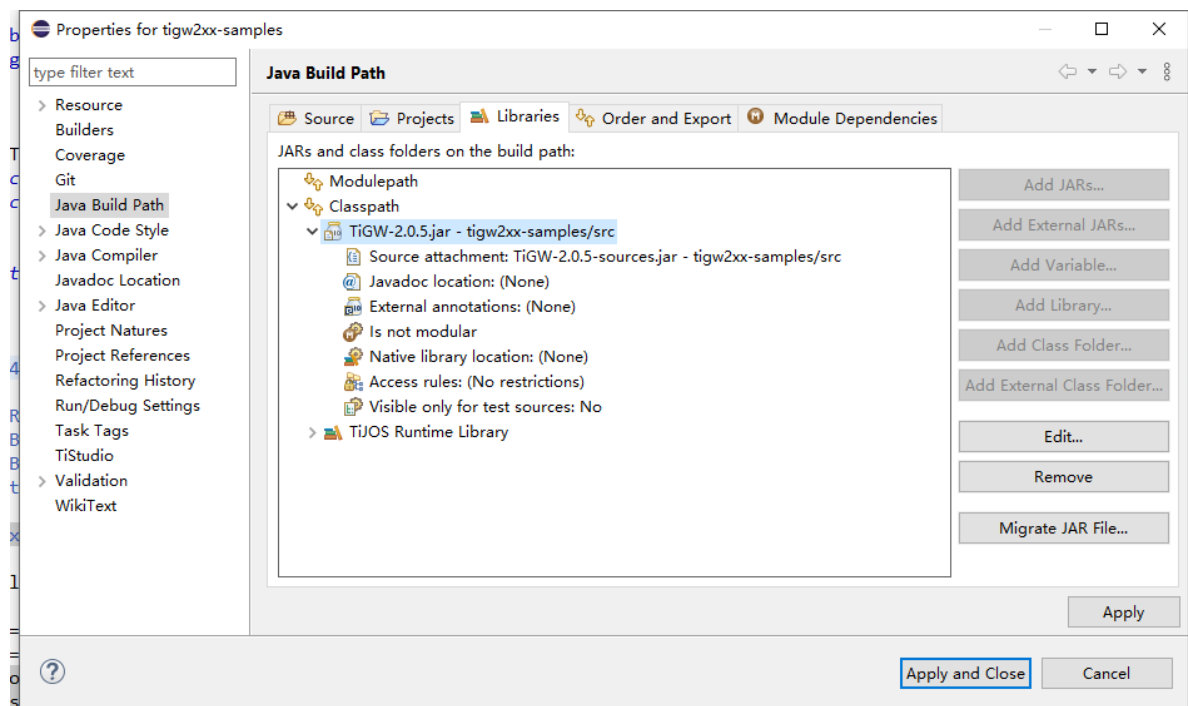 Properties for tigw2xx-samples
type filter text
Resource
Builders
Coverage
Git
Java Build Path
Java Code Style
Java Compiler
Javadoc Location
Java Editor
Project Natures
Project References
Refactoring History
Run/Debug Settings
Task Tags
TiStudio
Validation
WikiText
Java Build Path
Source Projects Libraries Order and Export Module Dependencies
JARs and class folders on the build path:
Modulepath
Classpath
TiGW-2.0.5.jar - tigw2xx-samples/src
Source attachment: TiGW-2.0.5-sources.jar - tigw2xx-samples/src
Javadoc location: (None)
External annotations: (None)
Is not modular
Native library location: (None)
Access rules: (No restrictions)
Visible only for test sources: No
TiJOS Runtime Library
Add JARs...
Add External JARs...
Add Variable...
Add Library...
Add Class Folder...
Add External Class Folder...
Edit...
Remove
Migrate JAR File...
Apply
Apply and Close Cancel